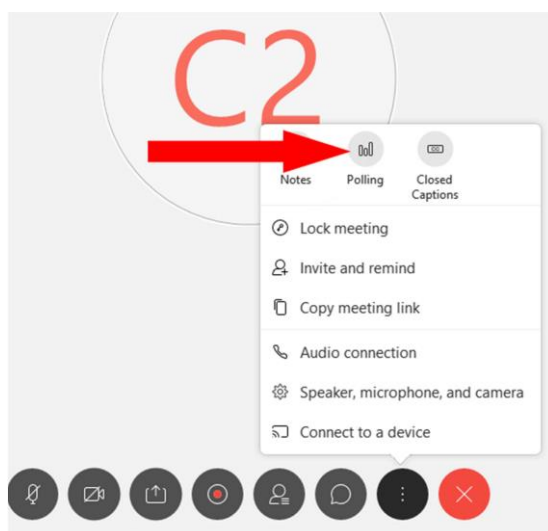 C2
Notes Polling Closed
Captions
Lock meeting
Invite and remind
Copy meeting link
Audio connection
Speaker, microphone, and camera
Connect to a device